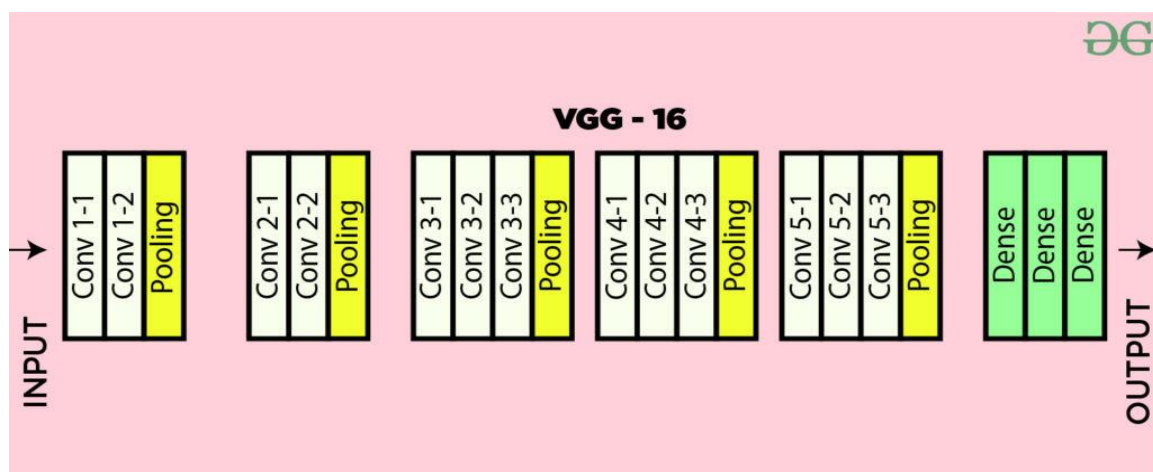 VGG - 16
INPUT
Conv 1-1
Conv 1-2
Pooling
Conv 2-1
Conv 2-2
Pooling
Conv 3-1
Conv 3-2
Conv 3-3
Pooling
Conv 4-1
Conv 4-2
Conv 4-3
Pooling
Conv 5-1
Conv 5-2
Conv 5-3
Pooling
Dense
Dense
Dense
OUTPUT